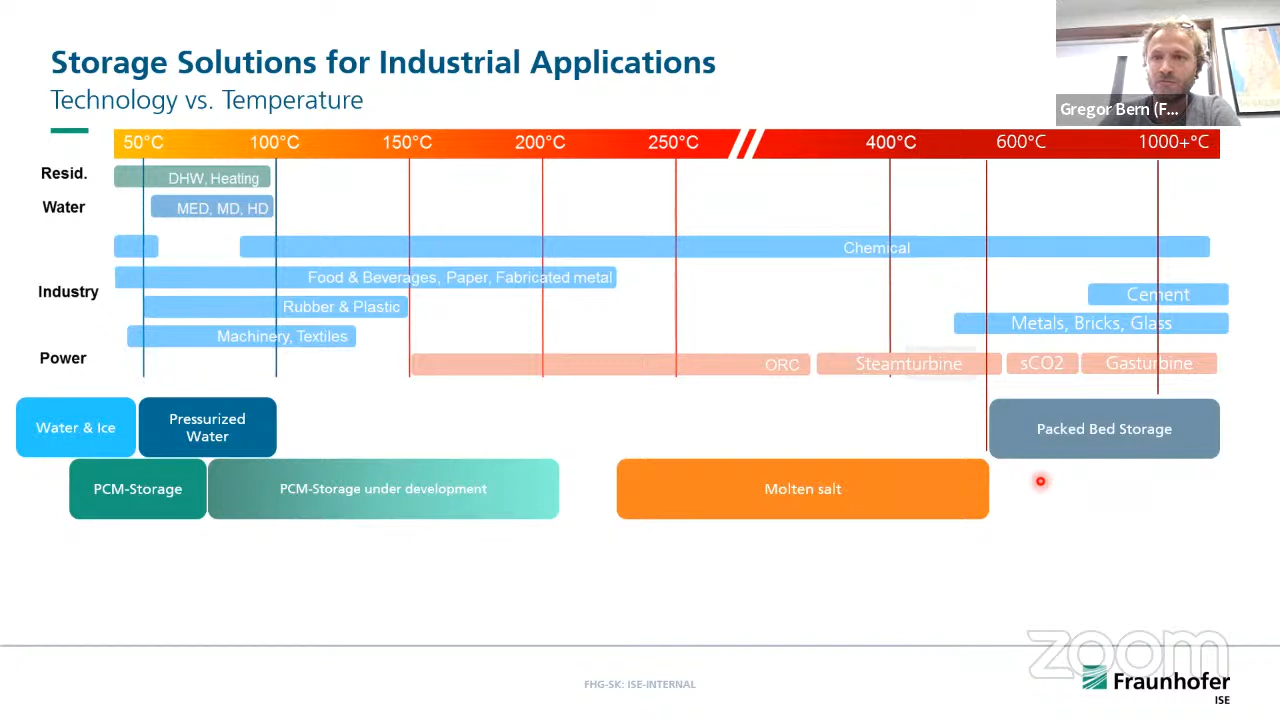 Storage Solutions for Industrial Applications
Technology vs. Temperature
Gregor Bern (F...
50°C 100°C 150°C 200°C 250°C 400°C 600°C 1000+°C
Resid.
DHW, Heating
Water
MED, MD, HD
Chemical
Industry
Food & Beverages, Paper, Fabricated metal
Cement
Rubber & Plastic
Metals, Bricks, Glass
Machinery, Textiles
Power
ORC
Steamturbine
sCO2
Gasturbine
Water & Ice
Pressurized
Water
Packed Bed Storage
PCM-Storage
PCM-Storage under development
Molten salt
zoom
FHG-SK: ISE-INTERNAL
Fraunhofer
ISE